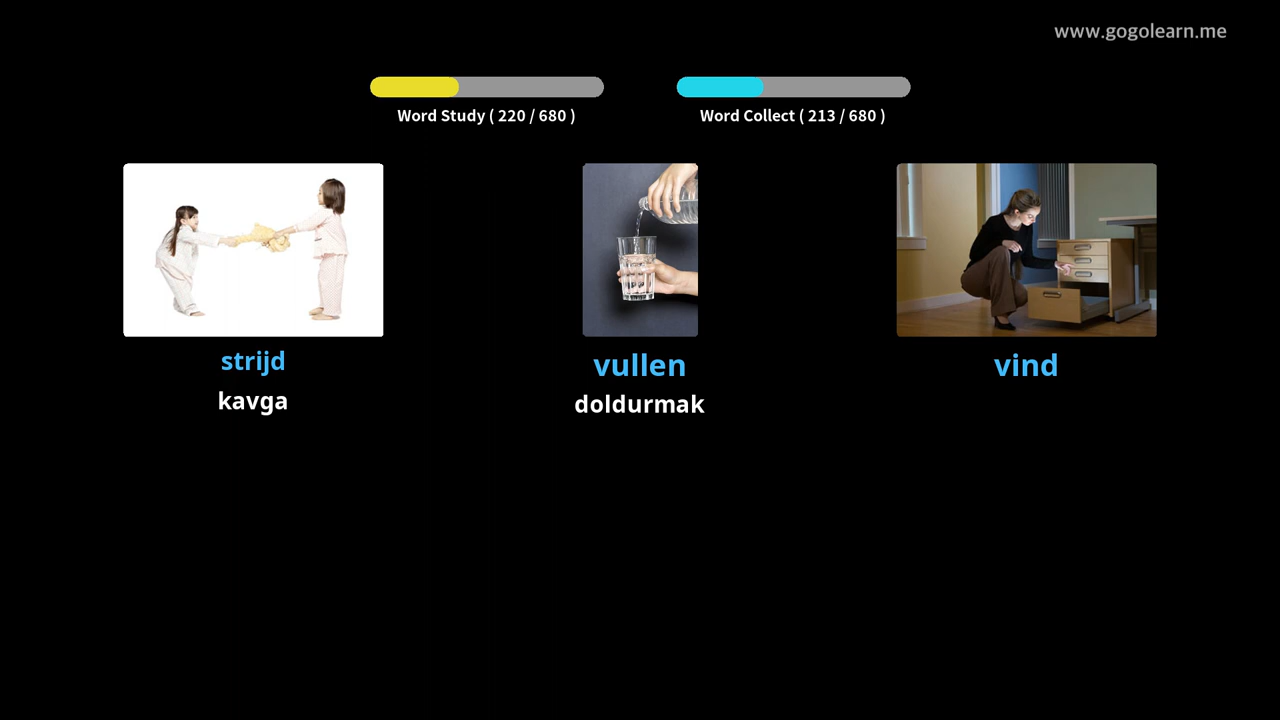 www.gogolearn.me
Word Study ( 220 / 680 )
Word Collect ( 213 / 680 )
strijd
kavga
vullen
doldurmak
vind